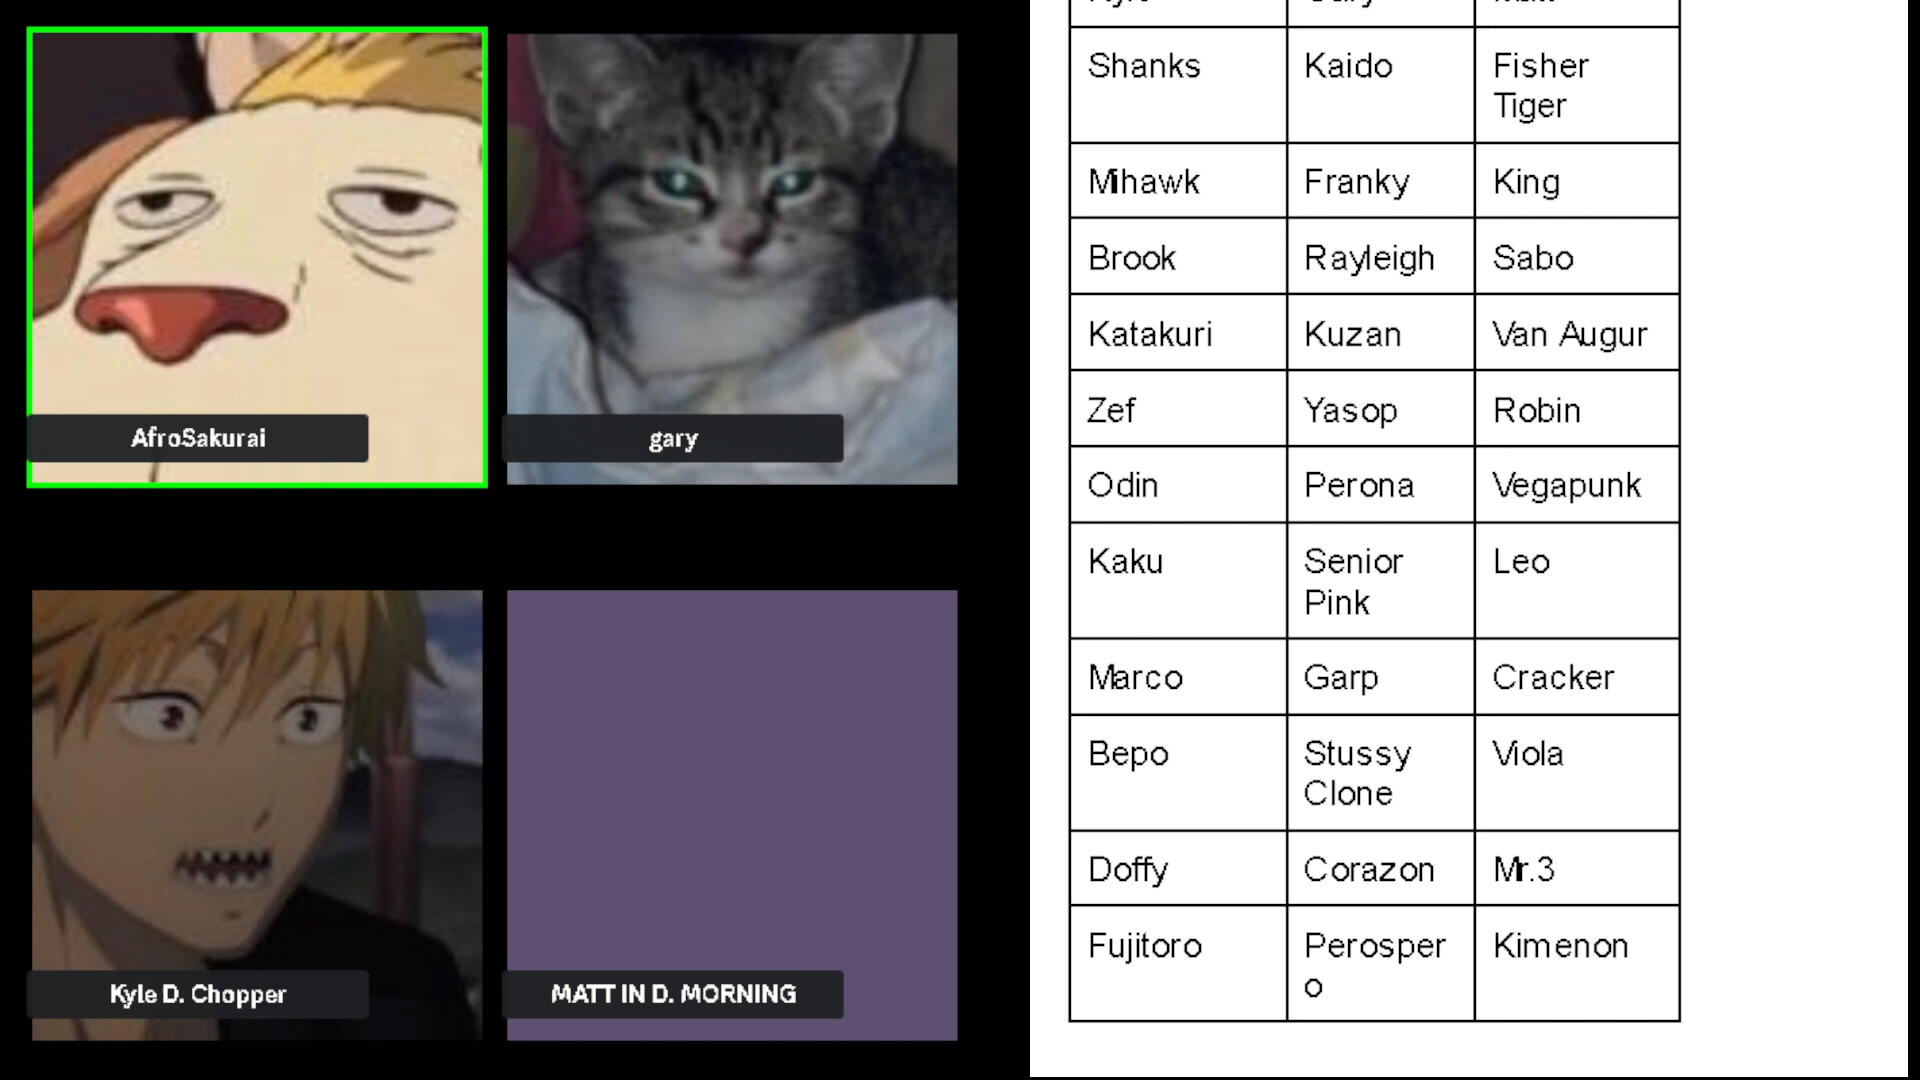 AfroSakurai
gary
Kyle D. Chopper
MATT IN D. MORNING
Shanks
Kaido
Fisher
Tiger
Mihawk
Franky
King
Brook
Rayleigh
Sabo
Katakuri
Kuzan
Van Augur
Zef
Yasop
Robin
Odin
Perona
Vegapunk
Kaku
Senior
Pink
Leo
Marco
Garp
Cracker
Bepo
Stussy
Clone
Viola
Doffy
Corazon
Mr.3
Fujitoro
Perosper
o
Kimenon